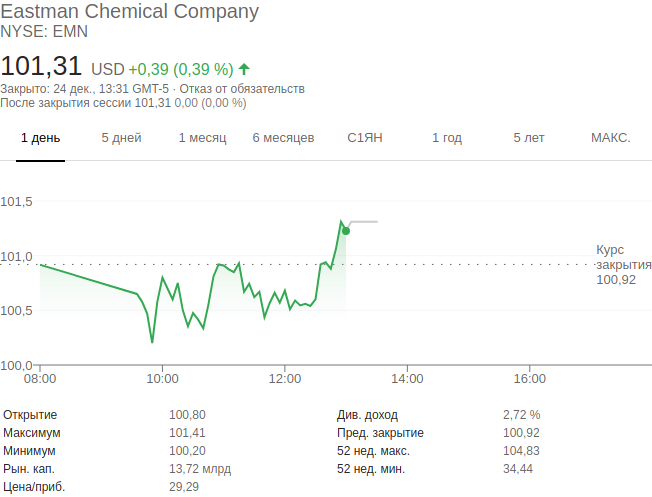 Eastman Chemical Company
NYSE: EMN
101,31 USD +0,39 (0,39 %)
Закрыто: 24 дек., 13:31 GMT-5 · Отказ от обязательств
После закрытия сессии 101,31 0,00 (0,00 %)
1 день 5 дней 1 месяц 6 месяцев С1ЯН 1 год 5 лет МАКС.
101,5
101,0
100,5
100,0
Курс
закрытия
100,92
08:00 10:00 12:00 14:00 16:00
Открытие 100,80 Див. доход 2,72 %
Максимум 101,41 Пред. закрытие 100,92
Минимум 100,20 52 нед. макс. 104,83
Рын. кап. 13,72 млрд 52 нед. мин. 34,44
Цена/приб. 29,29